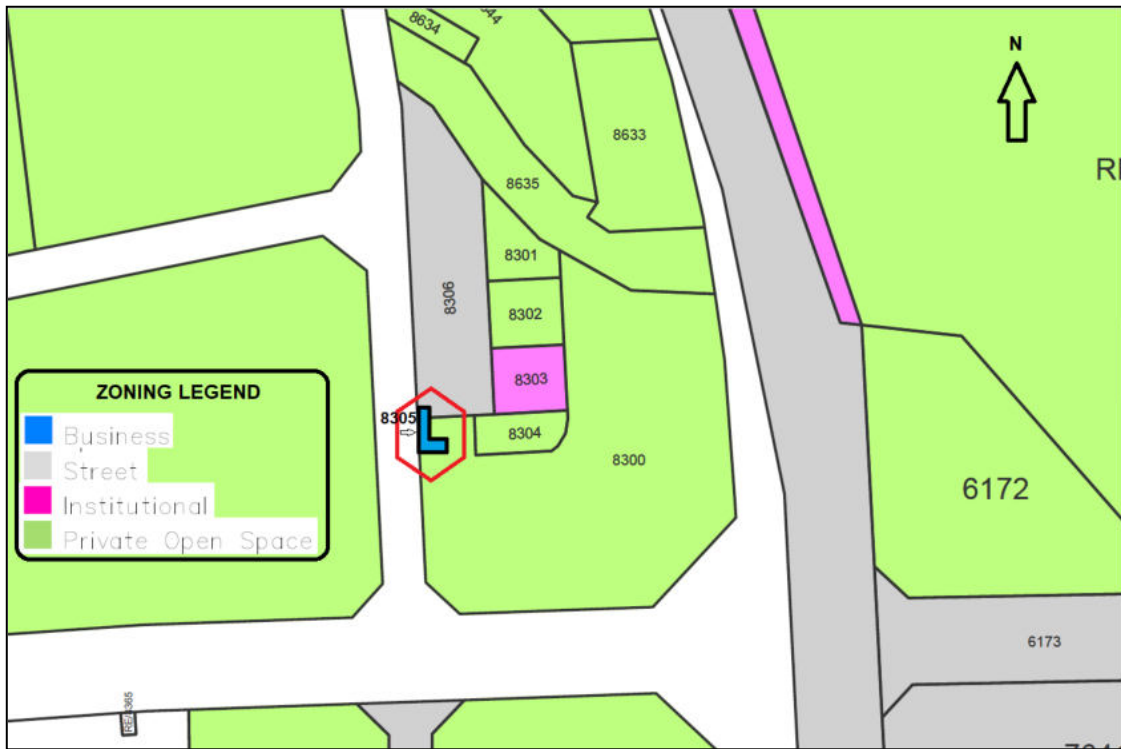 8634
N
8633
8635
8301
8306
8302
8303
8305
8304
8300
6172
6173
ZONING LEGEND
Business
Street
Institutional
Private Open Space